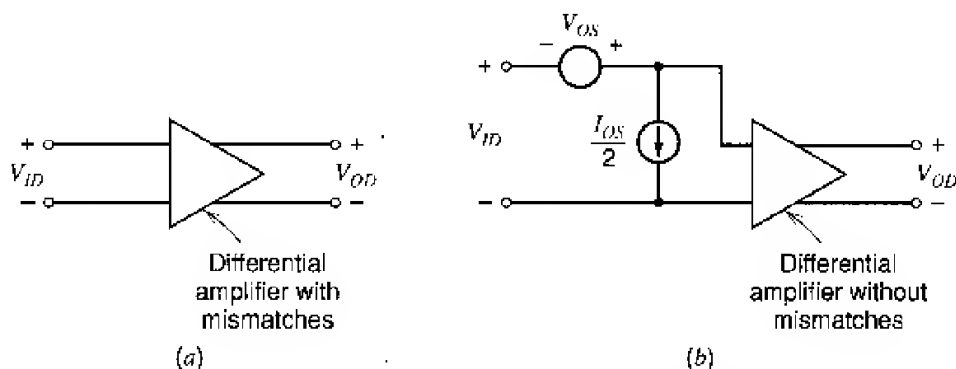 +
V_ID
−
+
V_OD
−
Differential
amplifier with
mismatches
(a)
V_OS
− +
+
V_ID
−
I_OS
2
+
V_OD
−
Differential
amplifier without
mismatches
(b)